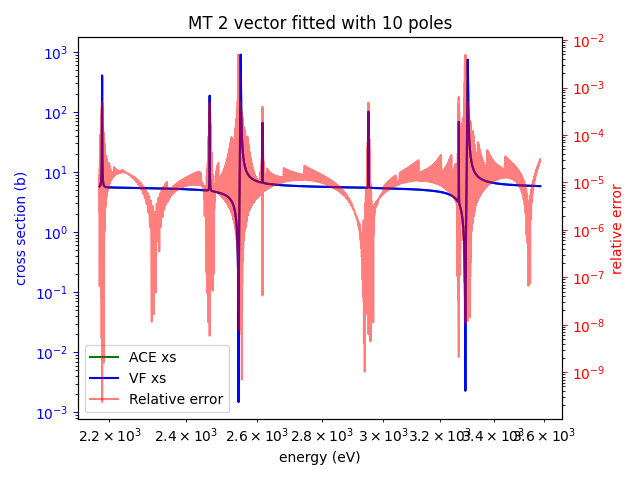 MT 2 vector fitted with 10 poles
10³
10²
10¹
10⁰
10⁻¹
10⁻²
10⁻³
cross section (b)
10⁻²
10⁻³
10⁻⁴
10⁻⁵
10⁻⁶
10⁻⁷
10⁻⁸
10⁻⁹
relative error
ACE xs
VF xs
Relative error
2.2 × 10³ 2.4 × 10³ 2.6 × 10³ 2.8 × 10³ 3 × 10³ 3.2 × 10³ 3.4 × 10³ 3.6 × 10³
energy (eV)